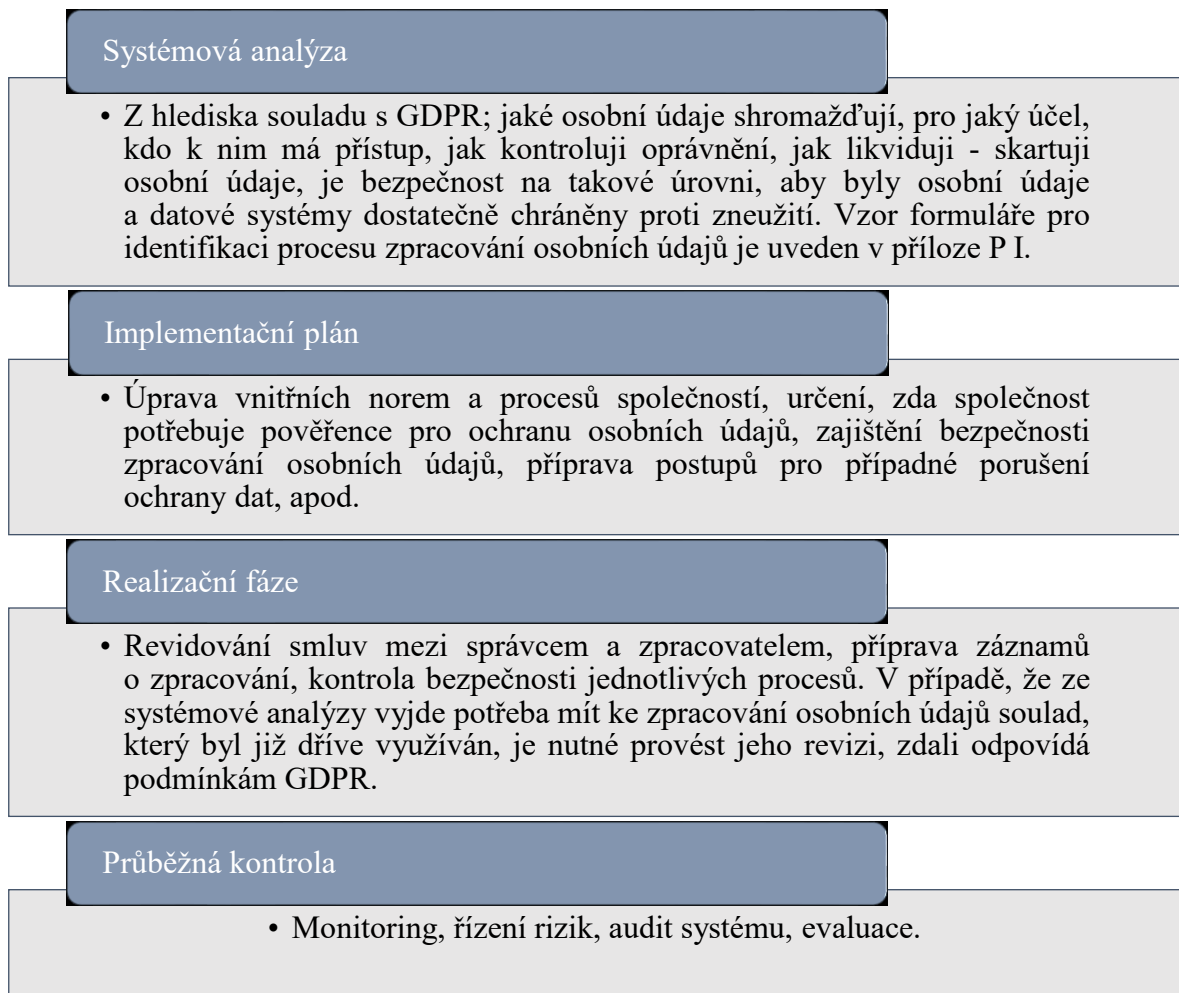 Systémová analýza
• Z hlediska souladu s GDPR; jaké osobní údaje shromažďují, pro jaký účel,
kdo k nim má přístup, jak kontroluji oprávnění, jak likviduji - skartuji
osobní údaje, je bezpečnost na takové úrovni, aby byly osobní údaje
a datové systémy dostatečně chráněny proti zneužití. Vzor formuláře pro
identifikaci procesu zpracování osobních údajů je uveden v příloze P I.
Implementační plán
• Úprava vnitřních norem a procesů společností, určení, zda společnost
potřebuje pověřence pro ochranu osobních údajů, zajištění bezpečnosti
zpracování osobních údajů, příprava postupů pro případné porušení
ochrany dat, apod.
Realizační fáze
• Revidování smluv mezi správcem a zpracovatelem, příprava záznamů
o zpracování, kontrola bezpečnosti jednotlivých procesů. V případě, že ze
systémové analýzy vyjde potřeba mít ke zpracování osobních údajů soulad,
který byl již dříve využíván, je nutné provést jeho revizi, zdali odpovídá
podmínkám GDPR.
Průběžná kontrola
• Monitoring, řízení rizik, audit systému, evaluace.